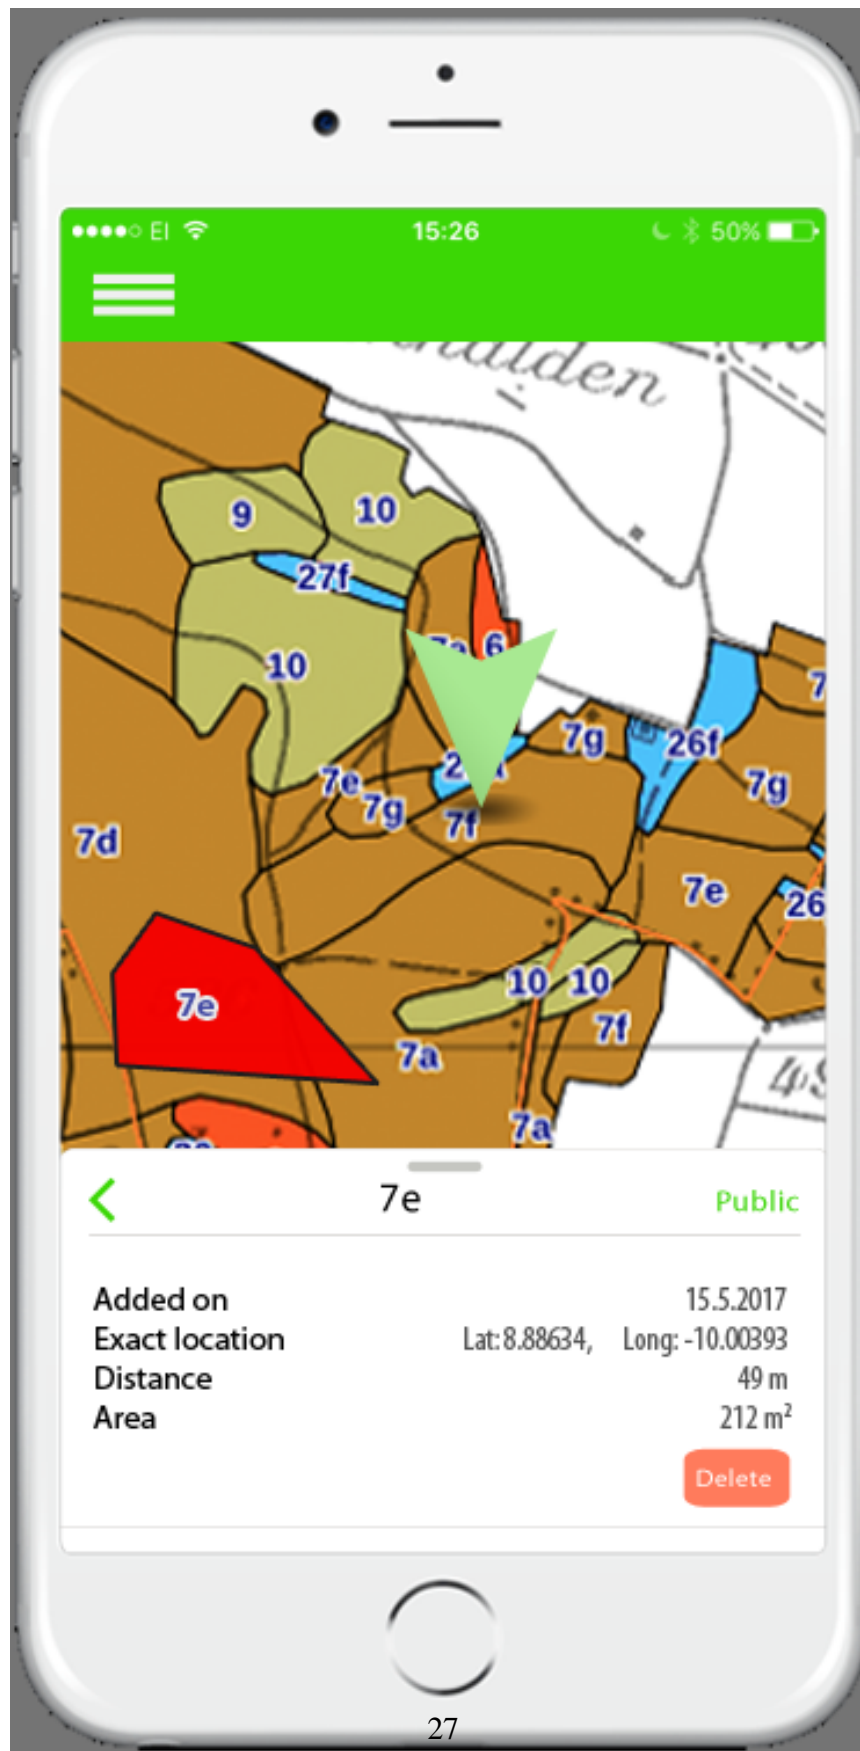 EI 15:26 50%
9
10
27f
10
6
7
7g
26f
7e
7g
7g
7d
7f
7e
26
10 10
7e
7f
7a
7a
7e Public
Added on 15.5.2017
Exact location Lat:8.88634, Long: -10.00393
Distance 49 m
Area 212 m²
Delete
27